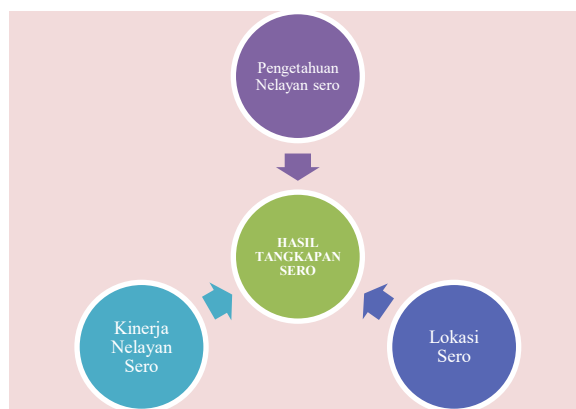 Pengetahuan
Nelayan sero
HASIL
TANGKAPAN
SERO
Kinerja
Nelayan
Sero
Lokasi
Sero